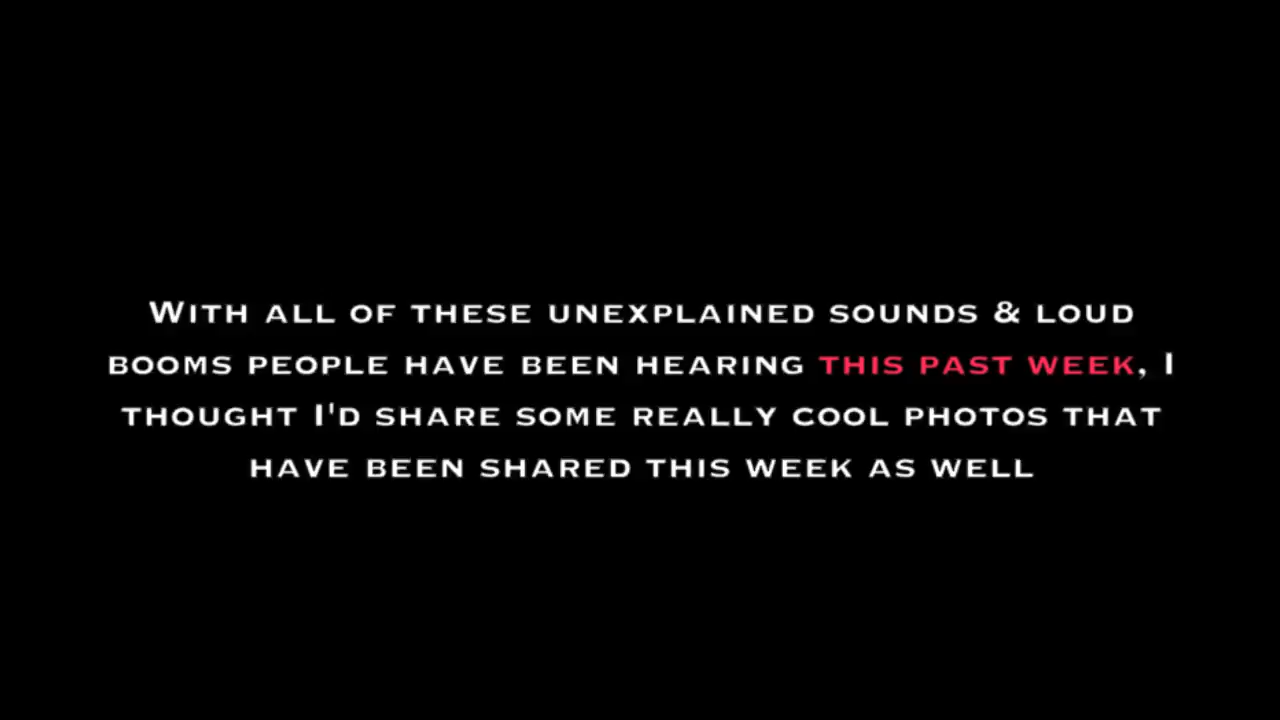 With all of these unexplained sounds & loud
booms people have been hearing this past week, I
thought I'd share some really cool photos that
have been shared this week as well